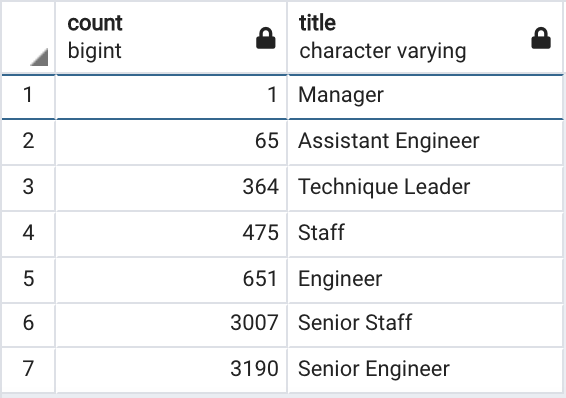 count title
bigint character varying
1 1 Manager
2 65 Assistant Engineer
3 364 Technique Leader
4 475 Staff
5 651 Engineer
6 3007 Senior Staff
7 3190 Senior Engineer